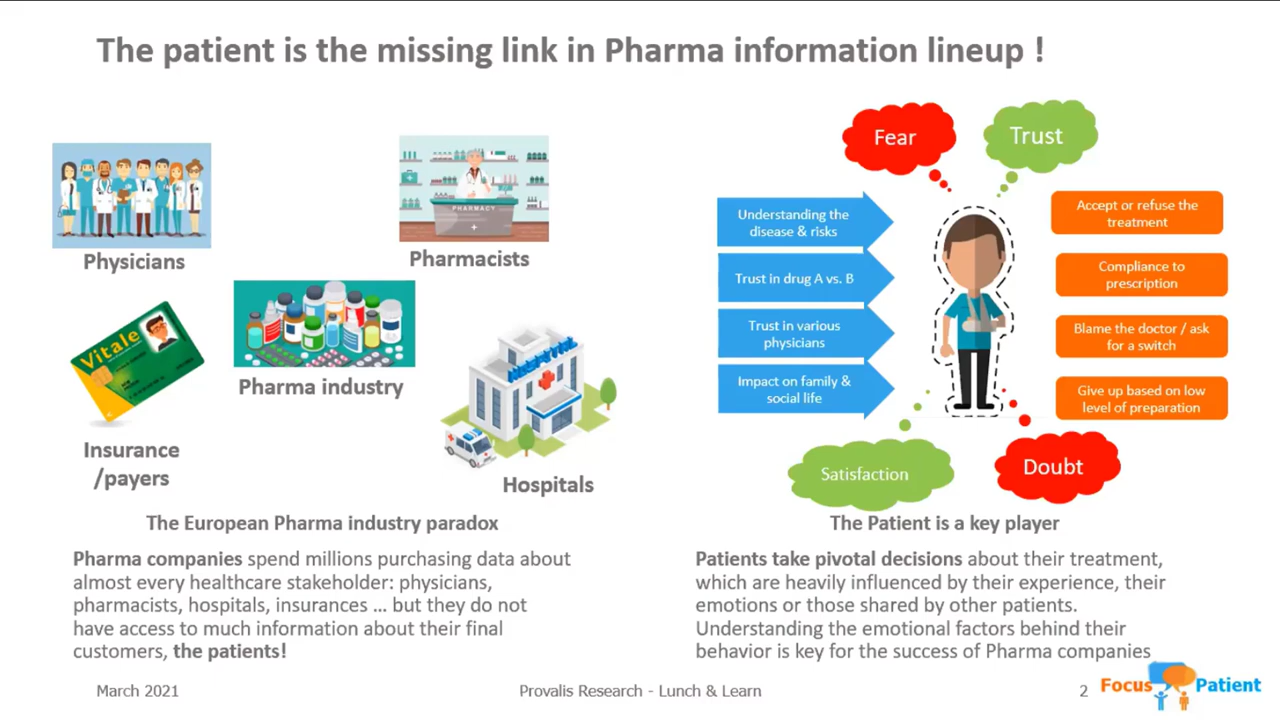 The patient is the missing link in Pharma information lineup !
Physicians
PHARMACY
Pharmacists
Vitale
Insurance
/payers
Pharma industry
HOSPITAL
Hospitals
The European Pharma industry paradox
Pharma companies spend millions purchasing data about
almost every healthcare stakeholder: physicians,
pharmacists, hospitals, insurances ... but they do not
have access to much information about their final
customers, the patients!
Fear
Trust
Understanding the
disease & risks
Trust in drug A vs. B
Trust in various
physicians
Impact on family &
social life
Accept or refuse the
treatment
Compliance to
prescription
Blame the doctor / ask
for a switch
Give up based on low
level of preparation
Satisfaction
Doubt
The Patient is a key player
Patients take pivotal decisions about their treatment,
which are heavily influenced by their experience, their
emotions or those shared by other patients.
Understanding the emotional factors behind their
behavior is key for the success of Pharma companies
March 2021
Provalis Research - Lunch & Learn
2
Focus Patient